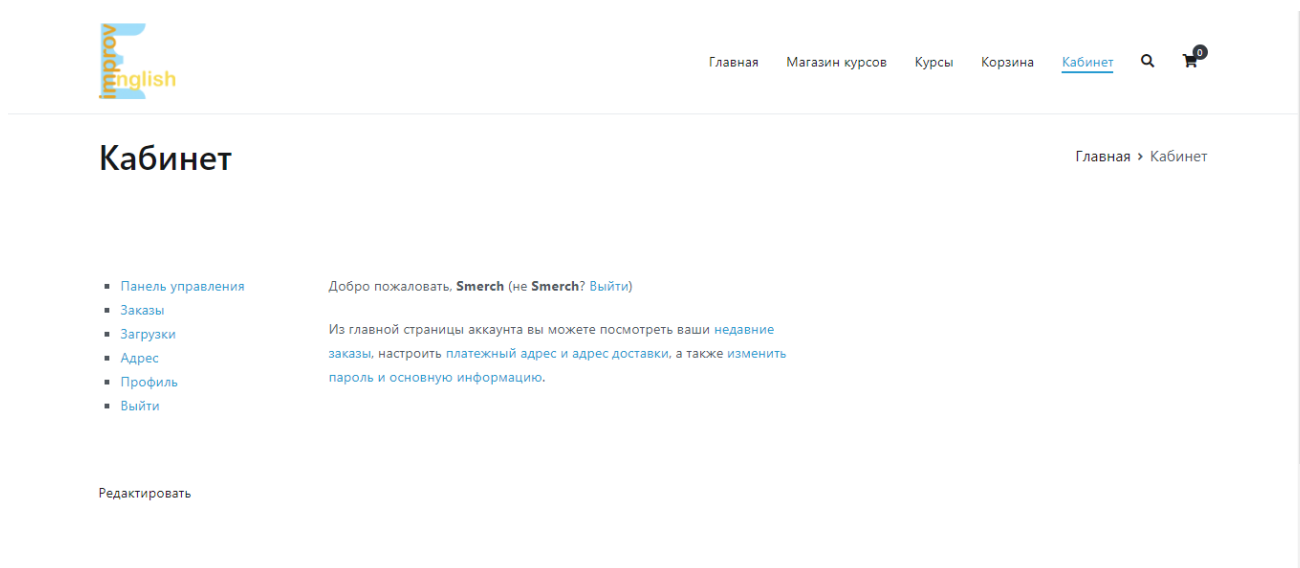 improv
English
Главная Магазин курсов Курсы Корзина Кабинет 0
Кабинет
Главная > Кабинет
Панель управления
Заказы
Загрузки
Адрес
Профиль
Выйти
Добро пожаловать, Smerch (не Smerch? Выйти)
Из главной страницы аккаунта вы можете посмотреть ваши недавние
заказы, настроить платежный адрес и адрес доставки, а также изменить
пароль и основную информацию.
Редактировать